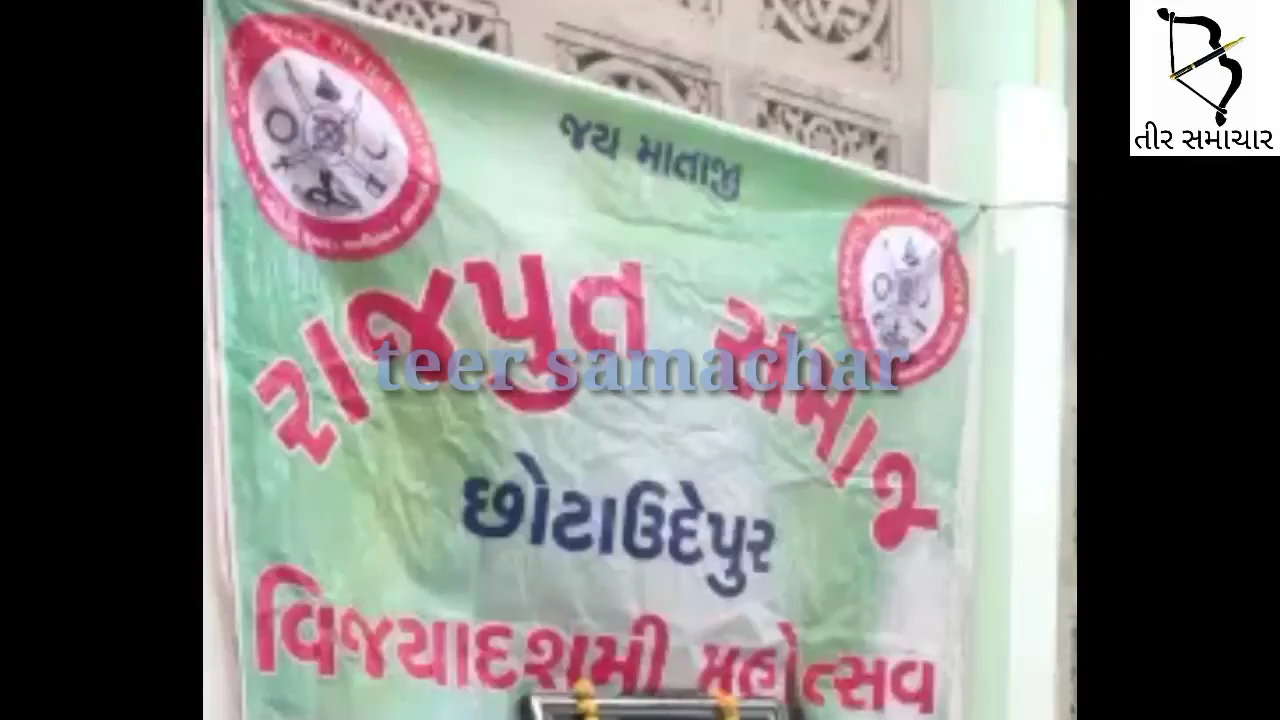 તીર સમાચાર
જય માતાજી
રાજપુત સમાજ
teer samachar
છોટાઉદેપુર
વિજયાદશમી મહોત્સવ